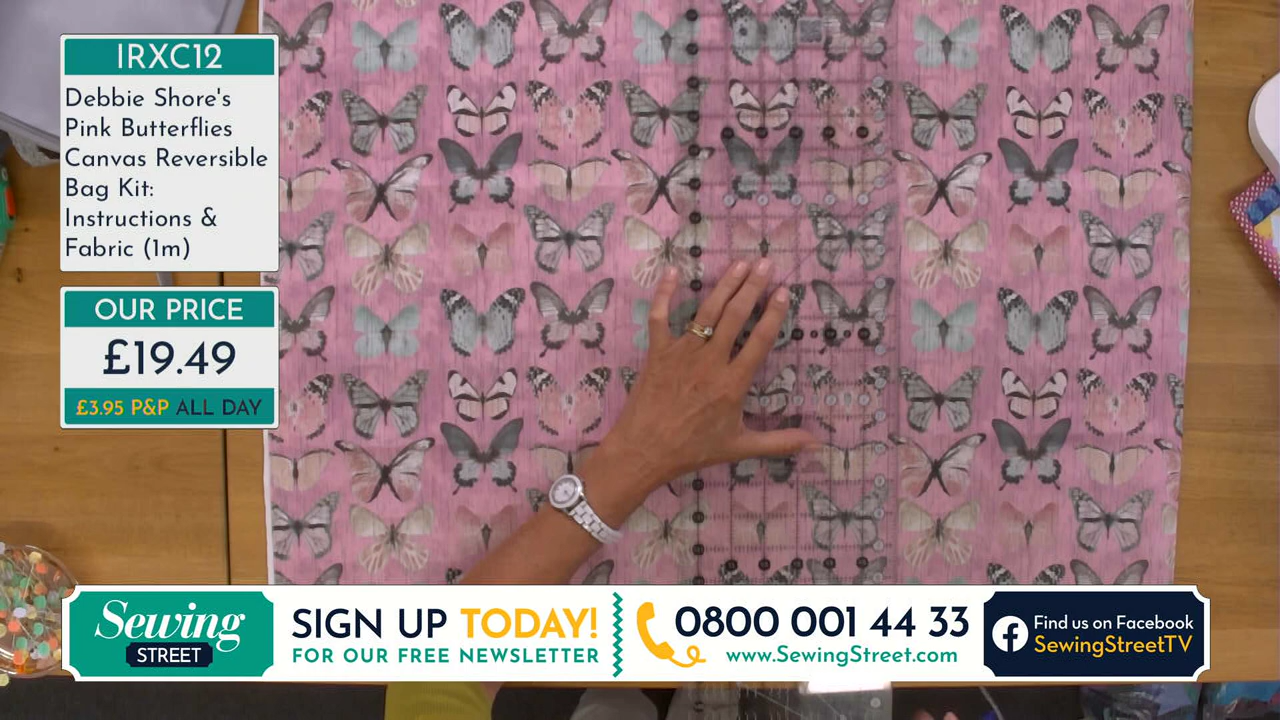 IRXC12
Debbie Shore's
Pink Butterflies
Canvas Reversible
Bag Kit:
Instructions &
Fabric (1m)
OUR PRICE
£19.49
£3.95 P&P ALL DAY
Sewing
STREET
SIGN UP TODAY!
FOR OUR FREE NEWSLETTER
0800 001 44 33
www.SewingStreet.com
Find us on Facebook
SewingStreetTV